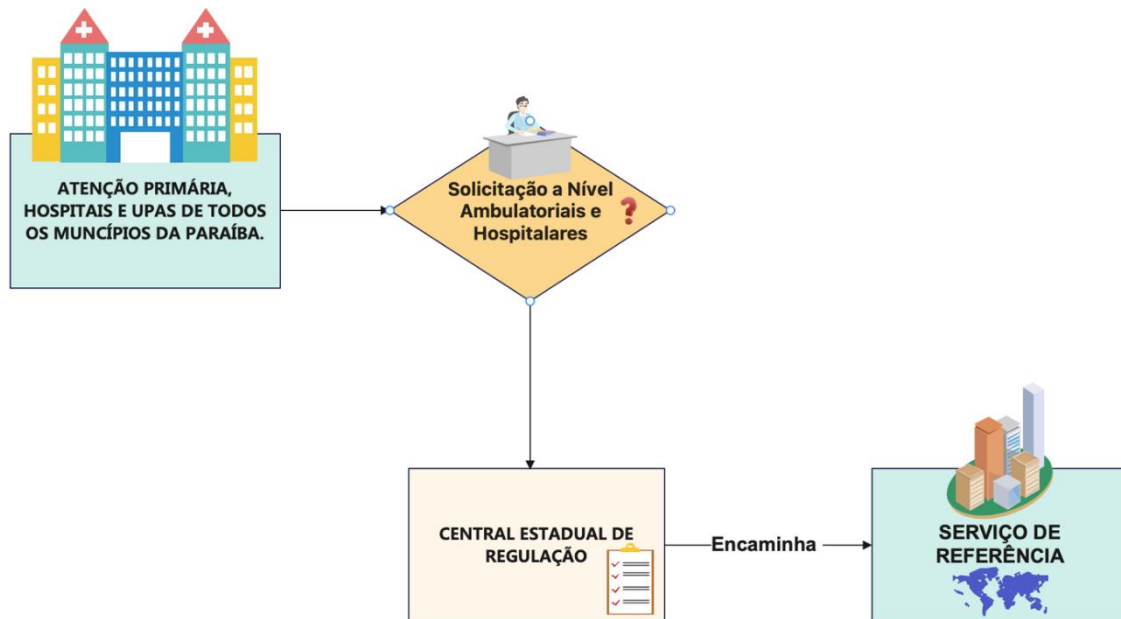 ATENÇÃO PRIMÁRIA,
HOSPITAIS E UPAS DE TODOS
OS MUNCÍPIOS DA PARAÍBA.
Solicitação a Nível
Ambulatoriais e
Hospitalares
CENTRAL ESTADUAL DE
REGULAÇÃO
Encaminha
SERVIÇO DE
REFERÊNCIA